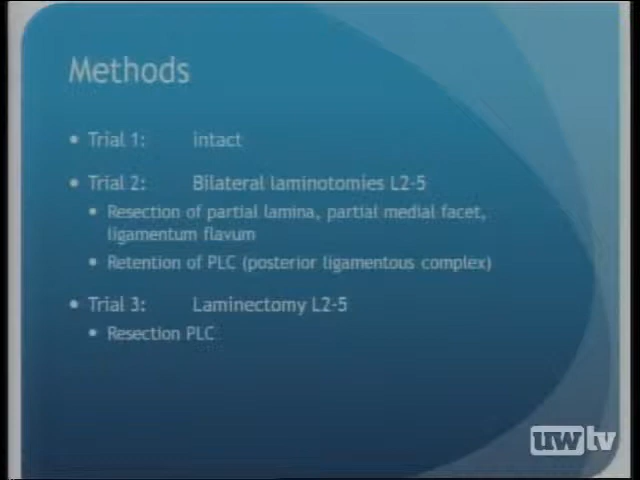 Methods
• Trial 1: intact
• Trial 2: Bilateral laminotomies L2-5
• Resection of partial lamina, partial medial facet,
ligamentum flavum
• Retention of PLC (posterior ligamentous complex)
• Trial 3: Laminectomy L2-5
• Resection PLC
uwtv